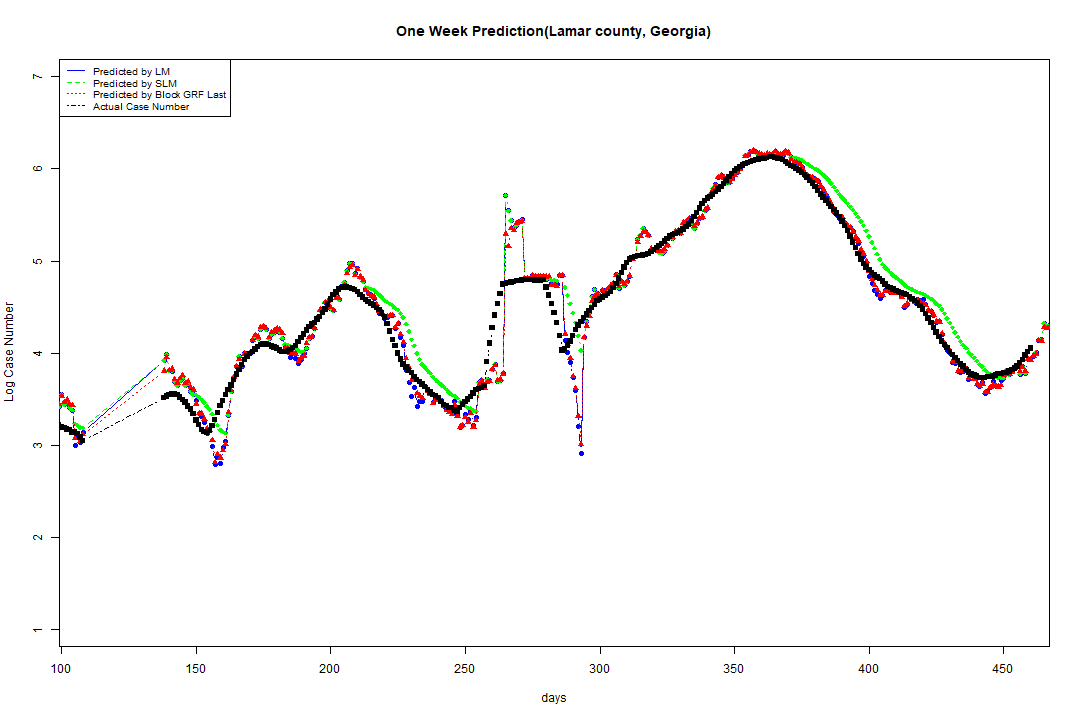 One Week Prediction(Lamar county, Georgia)
Predicted by LM
Predicted by SLM
Predicted by Block GRF Last
Actual Case Number
Log Case Number
7
6
5
4
3
2
1
100 150 200 250 300 350 400 450
days